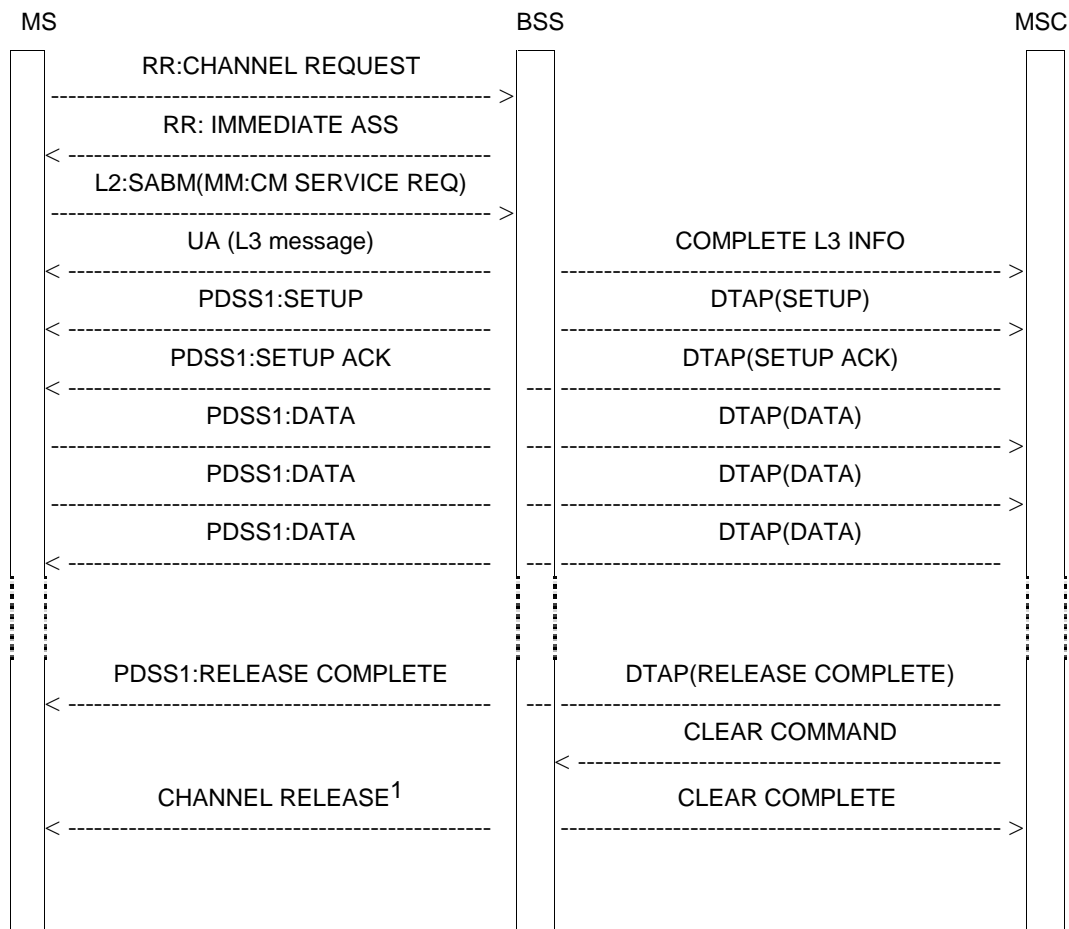 MS BSS MSC
RR:CHANNEL REQUEST
RR: IMMEDIATE ASS
L2:SABM(MM:CM SERVICE REQ)
UA (L3 message) COMPLETE L3 INFO
PDSS1:SETUP DTAP(SETUP)
PDSS1:SETUP ACK DTAP(SETUP ACK)
PDSS1:DATA DTAP(DATA)
PDSS1:DATA DTAP(DATA)
PDSS1:DATA DTAP(DATA)
PDSS1:RELEASE COMPLETE DTAP(RELEASE COMPLETE)
CLEAR COMMAND
CHANNEL RELEASE1 CLEAR COMPLETE